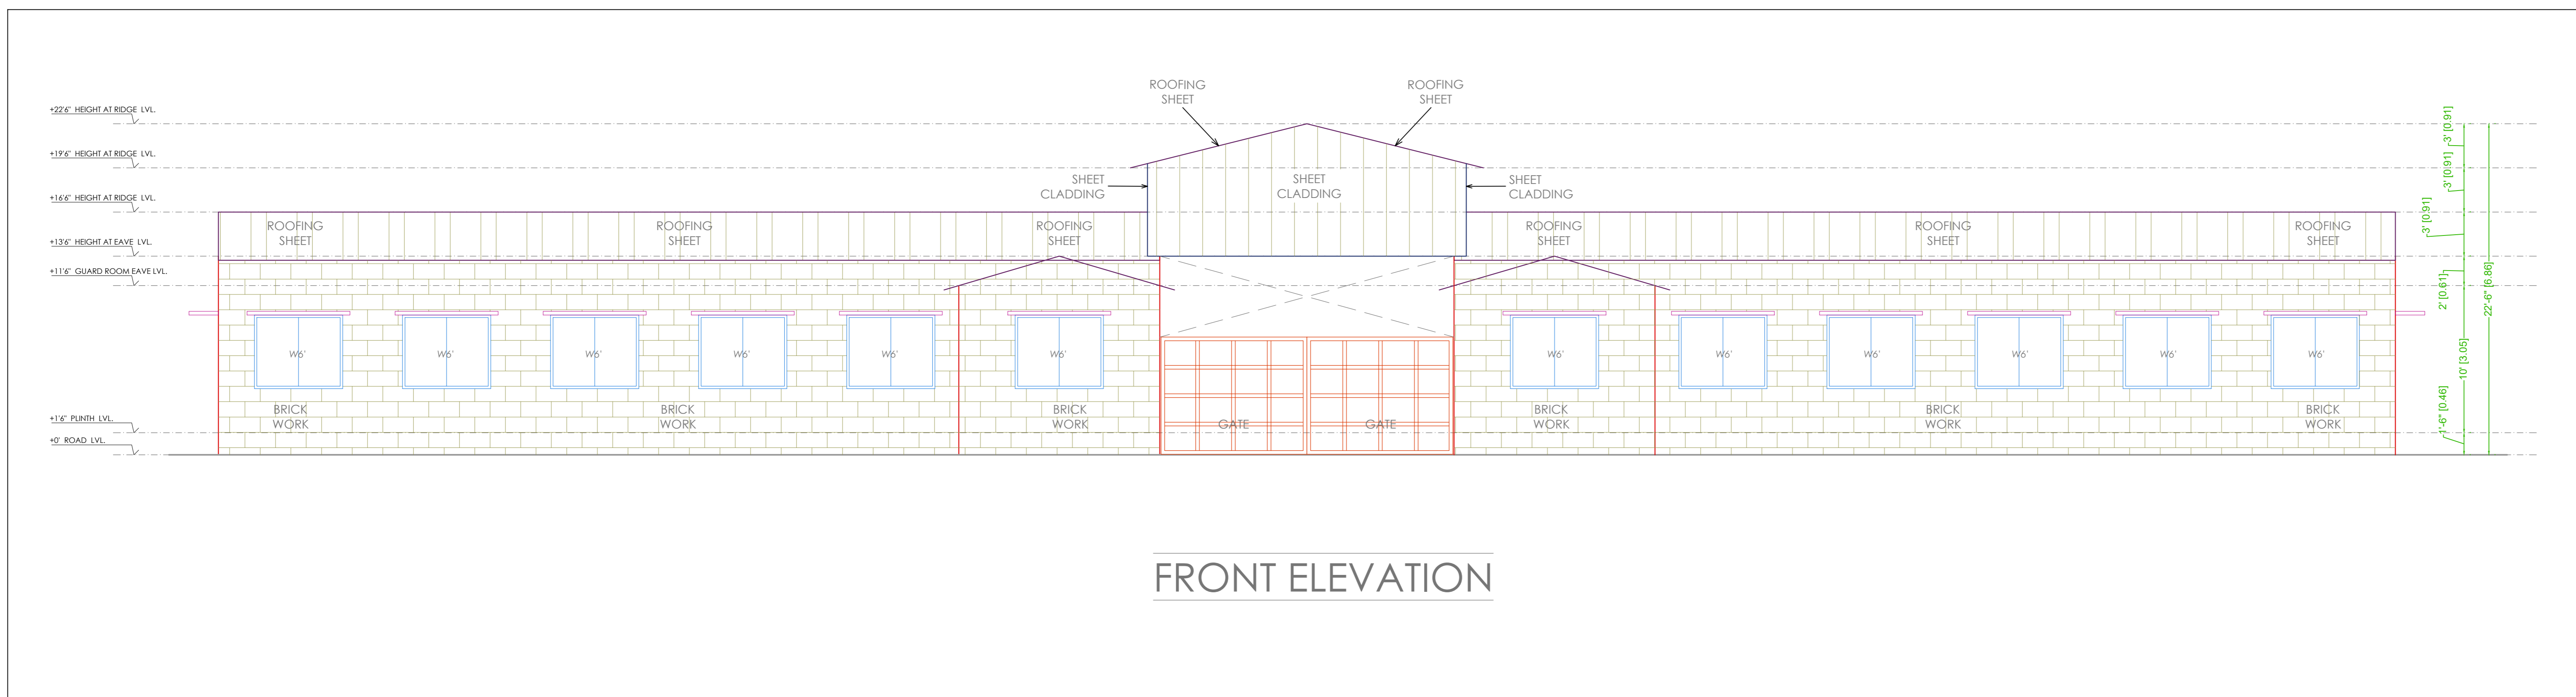 ROOFING
SHEET
ROOFING
SHEET
+22'6" HEIGHT AT RIDGE LVL.
+19'6" HEIGHT AT RIDGE LVL.
+16'6" HEIGHT AT RIDGE LVL.
+13'6" HEIGHT AT EAVE LVL.
+11'6" GUARD ROOM EAVE LVL.
+1'6" PLINTH LVL.
+0' ROAD LVL.
SHEET
CLADDING
SHEET
CLADDING
SHEET
CLADDING
ROOFING
SHEET
ROOFING
SHEET
ROOFING
SHEET
ROOFING
SHEET
ROOFING
SHEET
ROOFING
SHEET
W6'
W6'
W6'
W6'
W6'
W6'
W6'
W6'
W6'
W6'
W6'
W6'
BRICK
WORK
BRICK
WORK
BRICK
WORK
GATE
GATE
BRICK
WORK
BRICK
WORK
BRICK
WORK
3' [0.91]
3' [0.91]
3' [0.91]
2' [0.61]
22'-6" [6.86]
10' [3.05]
1'-6" [0.46]
FRONT ELEVATION